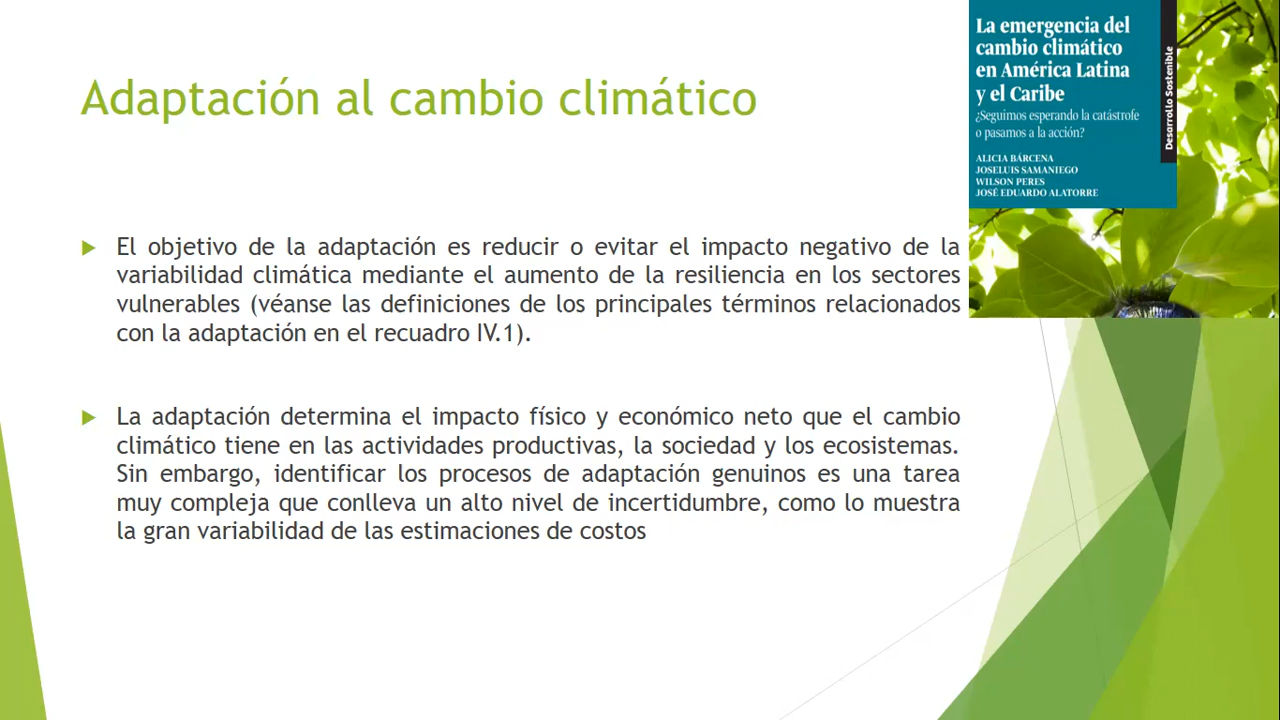 Adaptación al cambio climático
El objetivo de la adaptación es reducir o evitar el impacto negativo de la
variabilidad climática mediante el aumento de la resiliencia en los sectores
vulnerables (véanse las definiciones de los principales términos relacionados
con la adaptación en el recuadro IV.1).
La adaptación determina el impacto físico y económico neto que el cambio
climático tiene en las actividades productivas, la sociedad y los ecosistemas.
Sin embargo, identificar los procesos de adaptación genuinos es una tarea
muy compleja que conlleva un alto nivel de incertidumbre, como lo muestra
la gran variabilidad de las estimaciones de costos
La emergencia del
cambio climático
en América Latina
y el Caribe
¿Seguimos esperando la catástrofe
o pasamos a la acción?
ALICIA BÁRCENA
JOSELUIS SAMANIEGO
WILSON PERES
JOSÉ EDUARDO ALATORRE
Desarrollo Sostenible